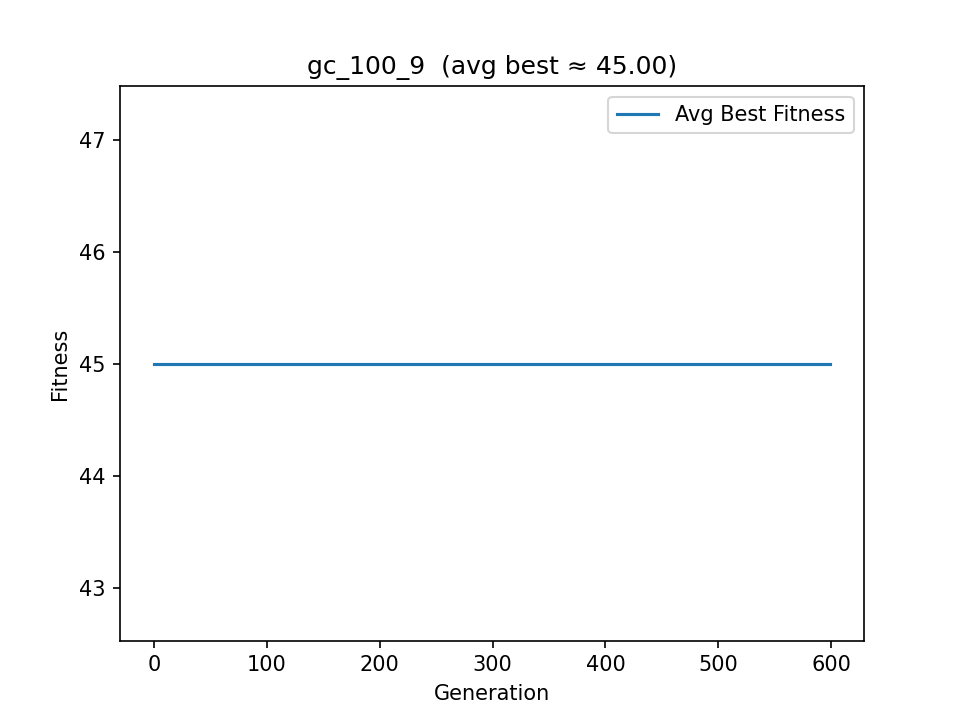 gc_100_9  (avg best ≈ 45.00)
Avg Best Fitness
47
46
45
44
43
Fitness
0 100 200 300 400 500 600
Generation